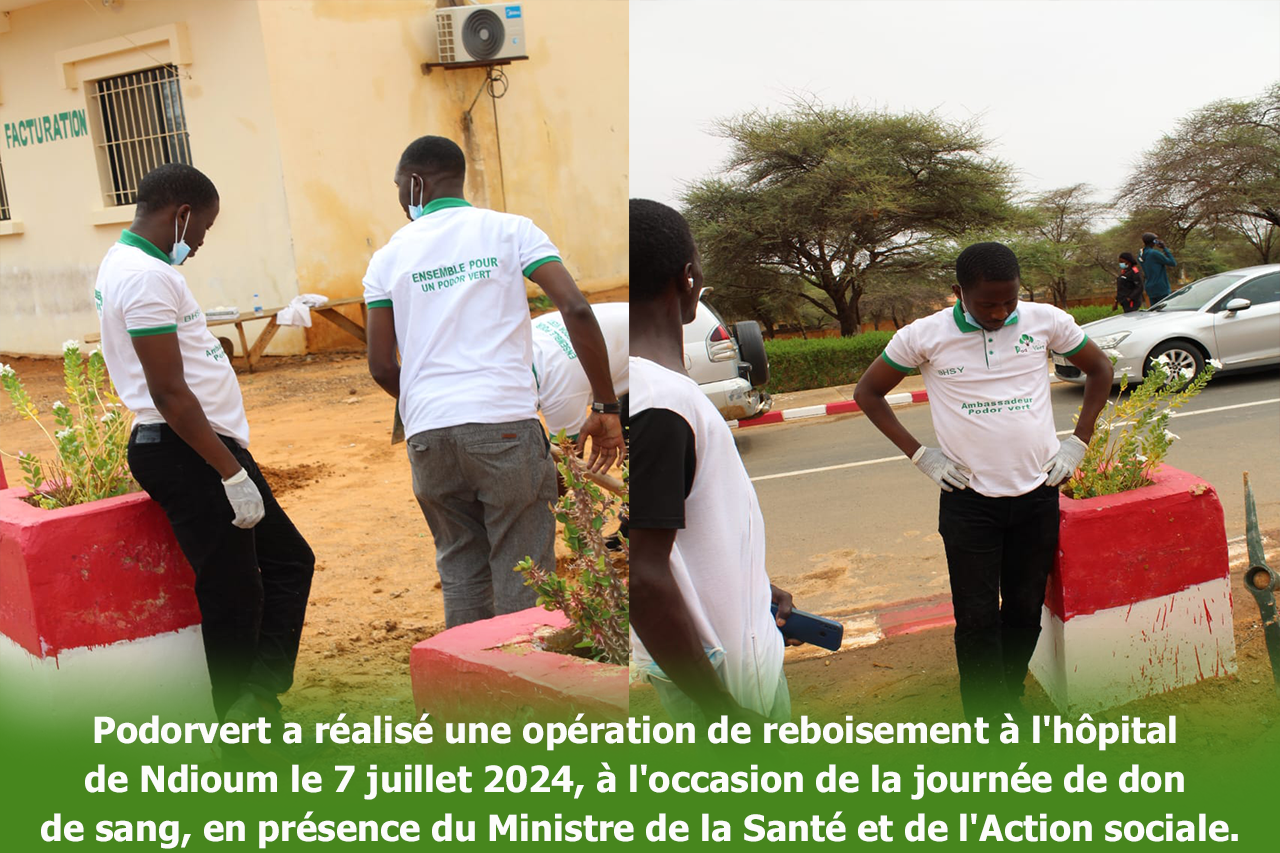 FACTURATION
ENSEMBLE POUR
UN PODOR VERT
BHSY
Ambassadeur
Podor vert
Podorvert a réalisé une opération de reboisement à l'hôpital
de Ndioum le 7 juillet 2024, à l'occasion de la journée de don
de sang, en présence du Ministre de la Santé et de l'Action sociale.